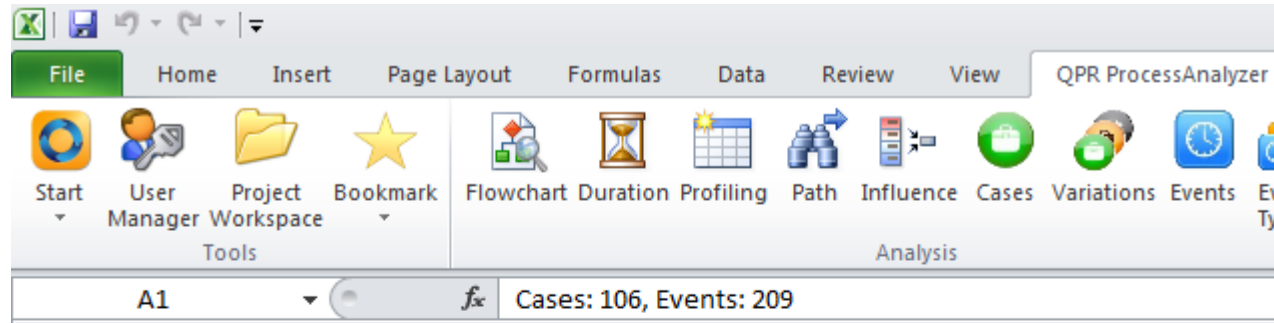 File Home Insert Page Layout Formulas Data Review View QPR ProcessAnalyzer
Start User Project Bookmark Flowchart Duration Profiling Path Influence Cases Variations Events
Manager Workspace
Tools Analysis
A1 fx Cases: 106, Events: 209